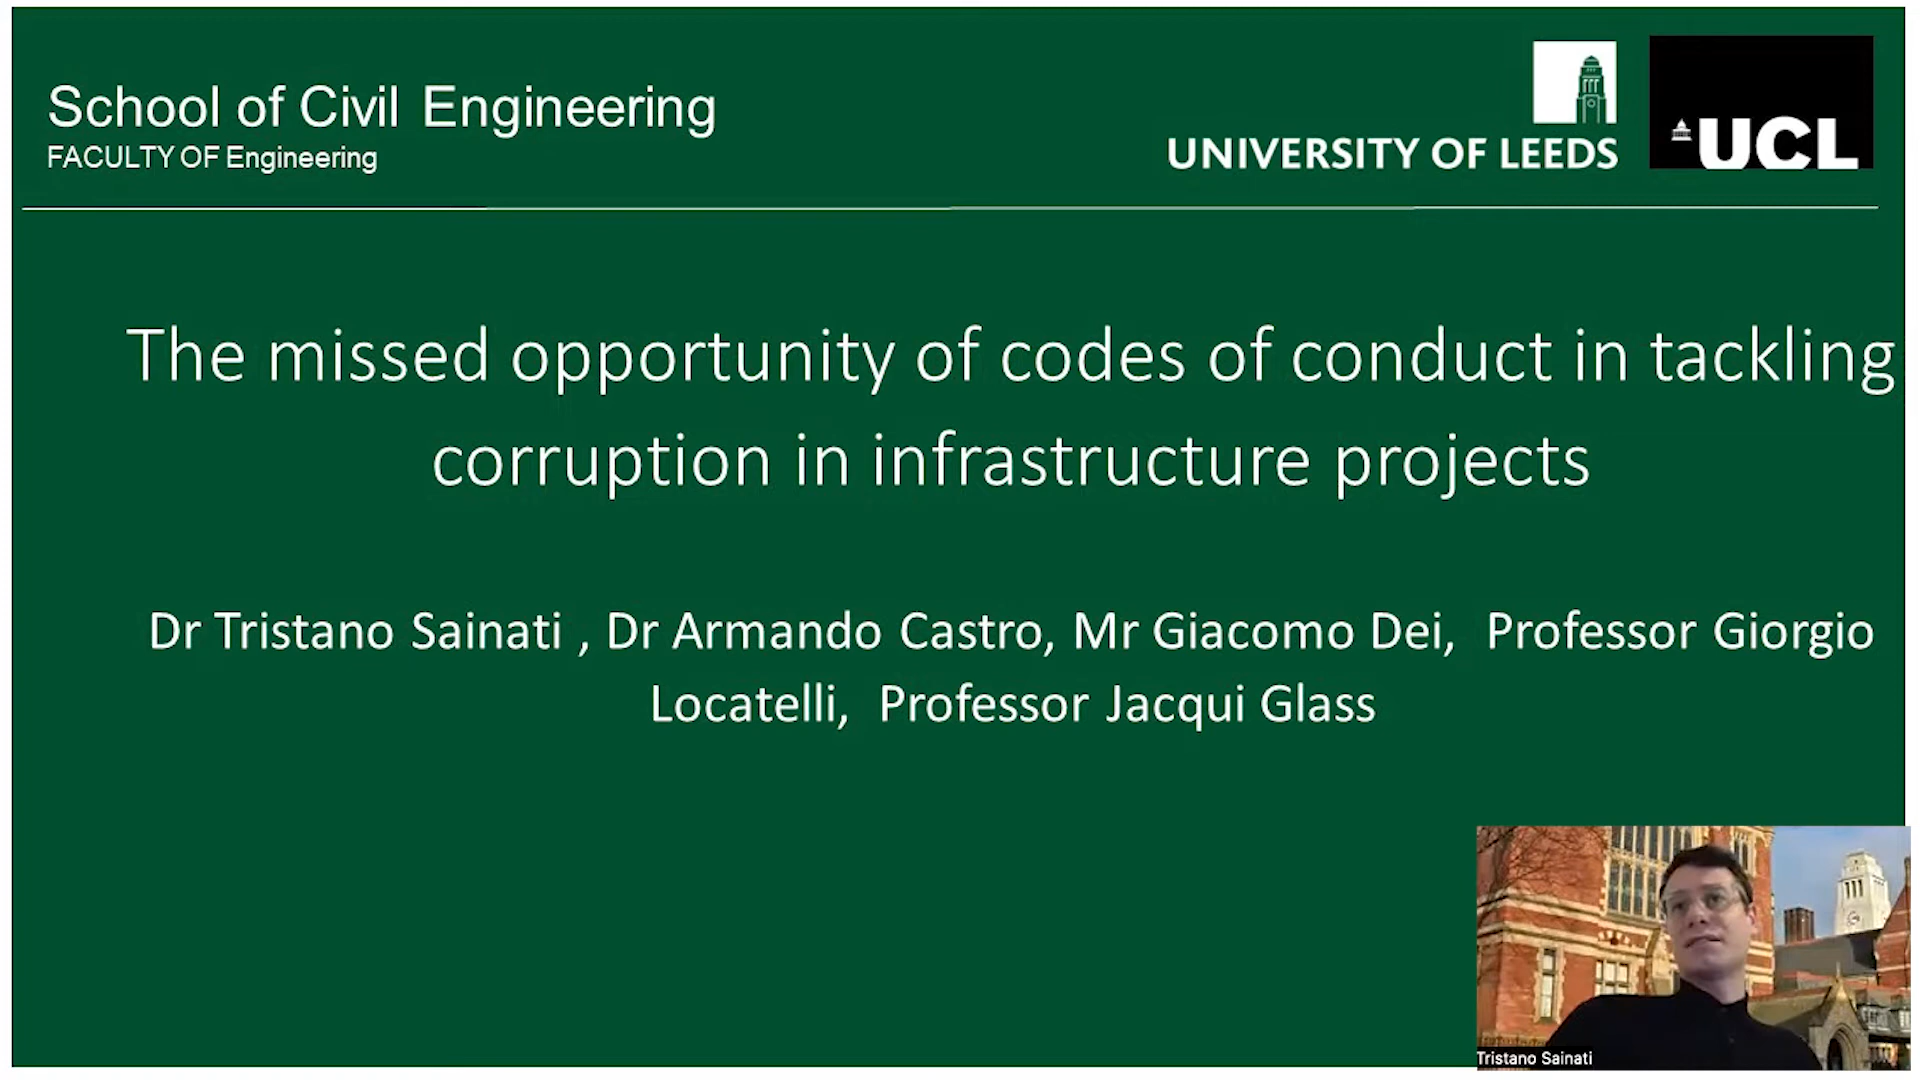 School of Civil Engineering
FACULTY OF Engineering
UNIVERSITY OF LEEDS
UCL
The missed opportunity of codes of conduct in tackling
corruption in infrastructure projects
Dr Tristano Sainati , Dr Armando Castro, Mr Giacomo Dei,  Professor Giorgio
Locatelli,  Professor Jacqui Glass
Tristano Sainati